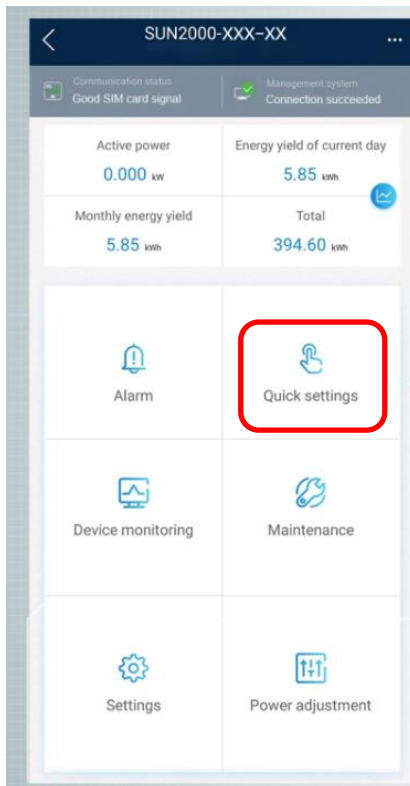 SUN2000-XXX-XX
Communication status
Good SIM card signal
Management system
Connection succeeded
Active power
0.000 kW
Energy yield of current day
5.85 kWh
Monthly energy yield
5.85 kWh
Total
394.60 kWh
Alarm
Quick settings
Device monitoring
Maintenance
Settings
Power adjustment